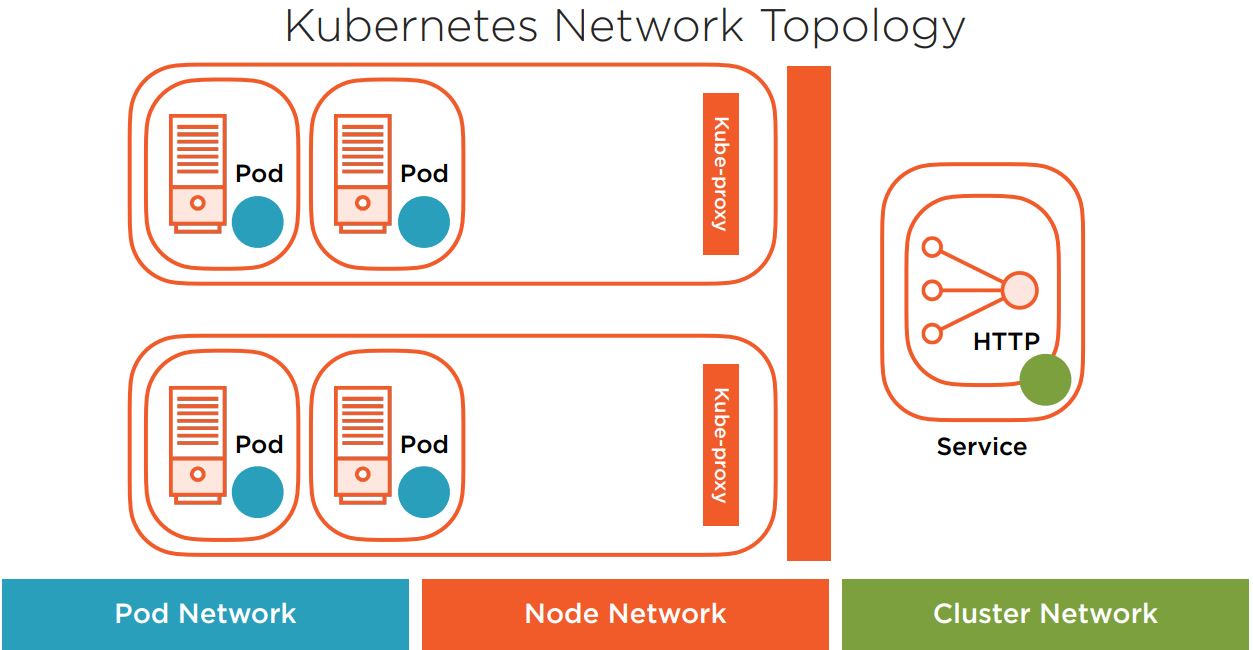 Kubernetes Network Topology
Pod
Pod
Kube-proxy
HTTP
Service
Pod
Pod
Kube-proxy
Pod Network
Node Network
Cluster Network